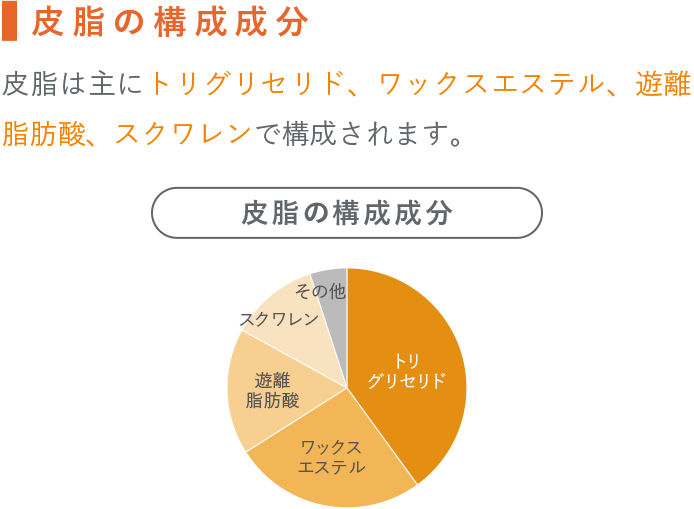 皮脂の構成成分
皮脂は主にトリグリセリド、ワックスエステル、遊離
脂肪酸、スクワレンで構成されます。
皮脂の構成成分
その他
スクワレン
トリ
グリセリド
遊離
脂肪酸
ワックス
エステル